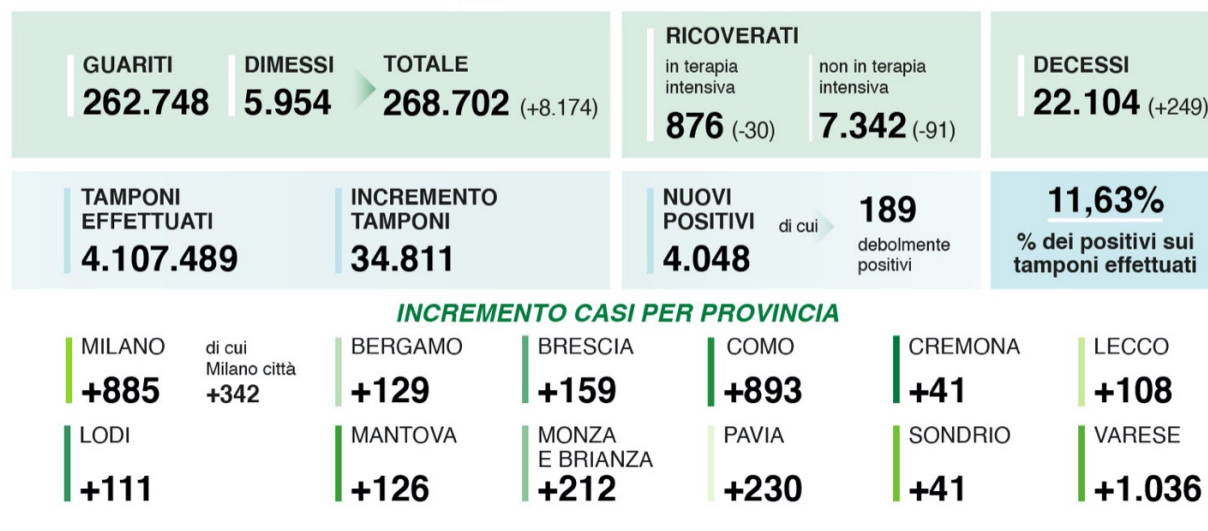 GUARITI
262.748
DIMESSI
5.954
TOTALE
268.702 (+8.174)
RICOVERATI
in terapia
intensiva
876 (-30)
non in terapia
intensiva
7.342 (-91)
DECESSI
22.104 (+249)
TAMPONI
EFFETTUATI
4.107.489
INCREMENTO
TAMPONI
34.811
NUOVI
POSITIVI
4.048
di cui
189
debolmente
positivi
11,63%
% dei positivi sui
tamponi effettuati
INCREMENTO CASI PER PROVINCIA
MILANO
+885
di cui
Milano città
+342
BERGAMO
+129
BRESCIA
+159
COMO
+893
CREMONA
+41
LECCO
+108
LODI
+111
MANTOVA
+126
MONZA
E BRIANZA
+212
PAVIA
+230
SONDRIO
+41
VARESE
+1.036